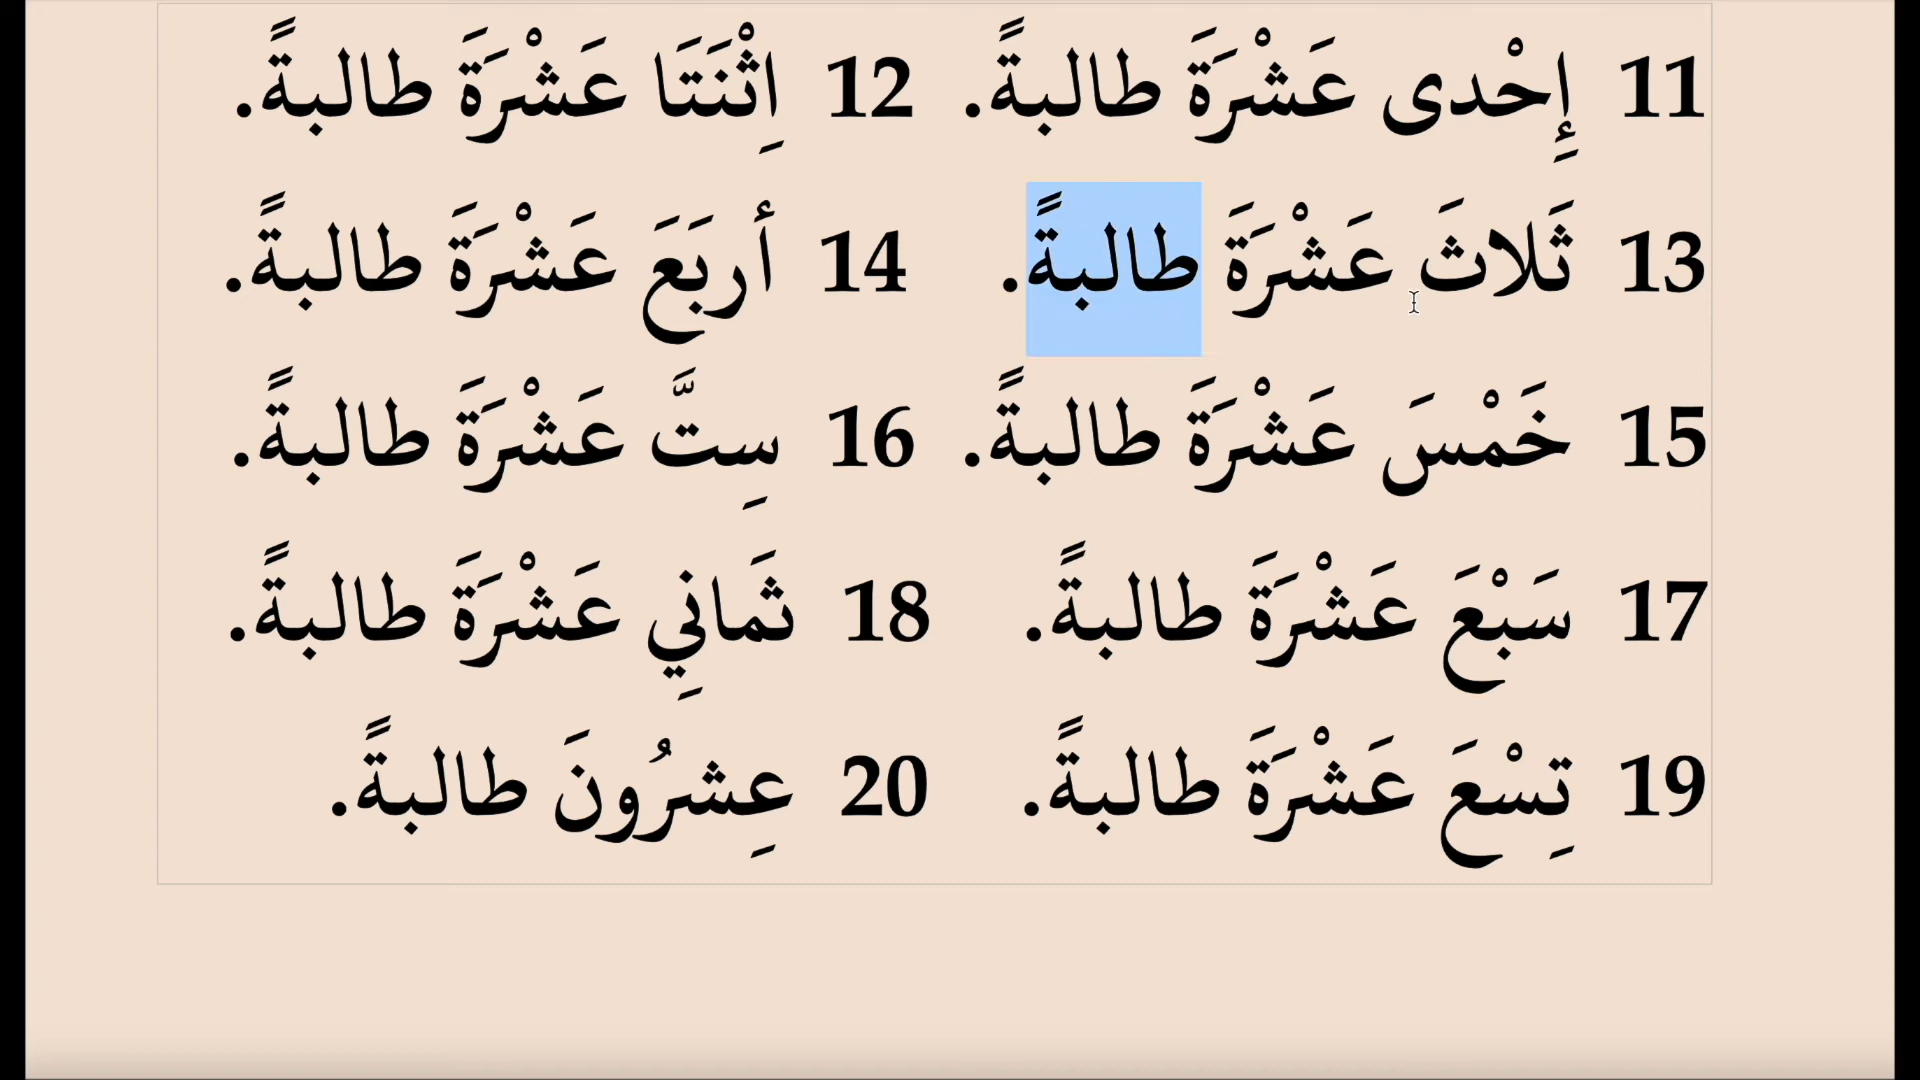 11 إِحْدى عَشْرَةَ طالبةً. 12 اِثْنَتَا عَشْرَةَ طالبةً.
13 ثَلاثَ عَشْرَةَ طالبةً. 14 أربَعَ عَشْرَةَ طالبةً.
15 خَمْسَ عَشْرَةَ طالبةً. 16 سِتَّ عَشْرَةَ طالبةً.
17 سَبْعَ عَشْرَةَ طالبةً. 18 ثَمانِي عَشْرَةَ طالبةً.
19 تِسْعَ عَشْرَةَ طالبةً. 20 عِشرُونَ طالبةً.